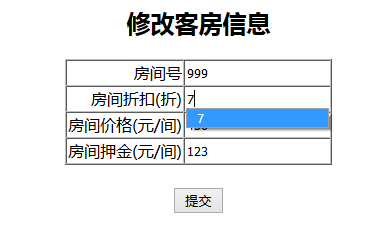 修改客房信息
房间号 999
房间折扣(折) 7
7
房间价格(元/间)
房间押金(元/间) 123
提交